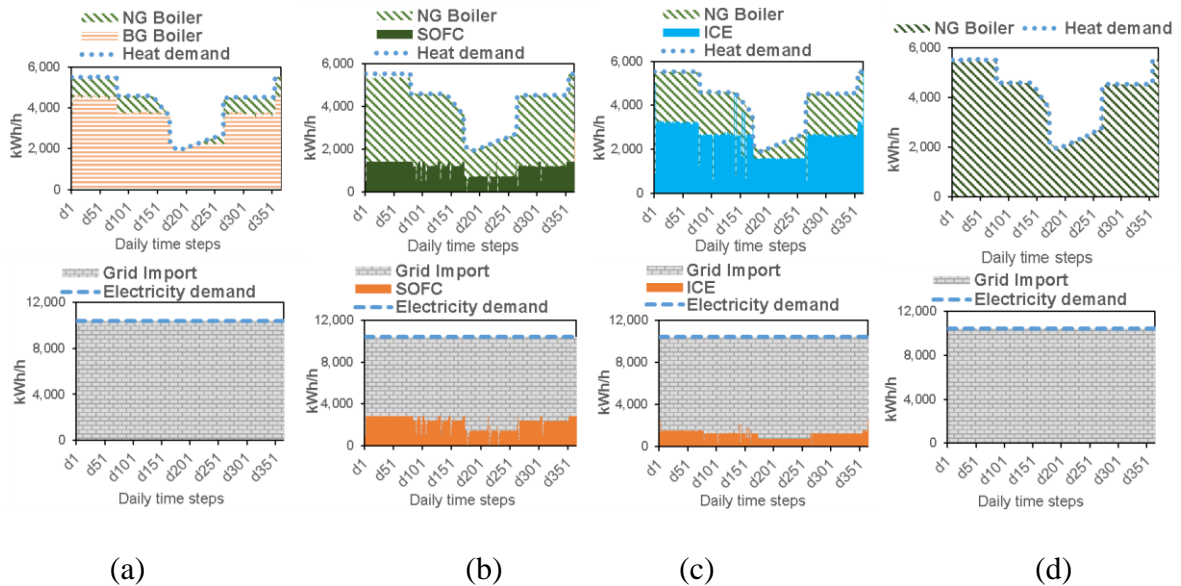 NG Boiler
BG Boiler
Heat demand
6,000
4,000
2,000
0
kWh/h
d1 d51 d101 d151 d201 d251 d301 d351
Daily time steps
NG Boiler
SOFC
Heat demand
6,000
4,000
2,000
0
kWh/h
d1 d51 d101 d151 d201 d251 d301 d351
Daily time steps
NG Boiler
ICE
Heat demand
6,000
4,000
2,000
0
kWh/h
d1 d51 d101 d151 d201 d251 d301 d351
Daily time steps
NG Boiler Heat demand
6,000
4,000
2,000
0
kWh/h
d1 d51 d101 d151 d201 d251 d301 d351
Daily time steps
Grid Import
Electricity demand
12,000
8,000
4,000
0
kWh/h
d1 d51 d101 d151 d201 d251 d301 d351
Daily time steps
Grid Import
SOFC
Electricity demand
12,000
8,000
4,000
0
kWh/h
d1 d51 d101 d151 d201 d251 d301 d351
Daily time steps
Grid Import
ICE
Electricity demand
12,000
8,000
4,000
0
kWh/h
d1 d51 d101 d151 d201 d251 d301 d351
Daily time steps
Grid Import
Electricity demand
12,000
8,000
4,000
0
kWh/h
d1 d51 d101 d151 d201 d251 d301 d351
Daily time steps
(a) (b) (c) (d)